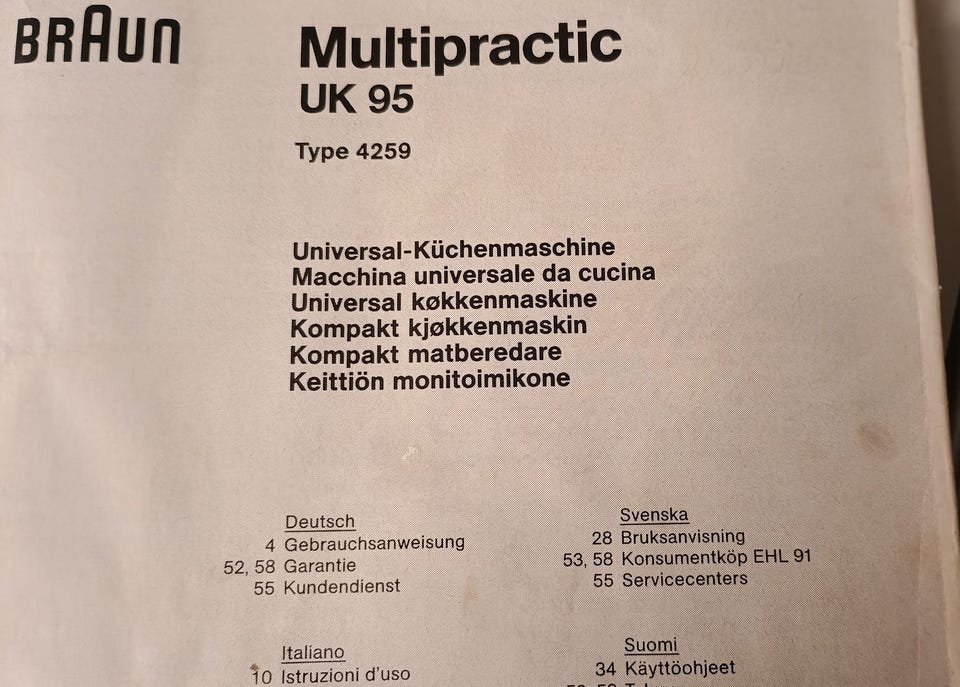 BRAUN
Multipractic
UK 95
Type 4259
Universal-Küchenmaschine
Macchina universale da cucina
Universal køkkenmaskine
Kompakt kjøkkenmaskin
Kompakt matberedare
Keittiön monitoimikone
Deutsch
4 Gebrauchsanweisung
52, 58 Garantie
55 Kundendienst
Svenska
28 Bruksanvisning
53, 58 Konsumentköp EHL 91
55 Servicecenters
Italiano
10 Istruzioni d'uso
Suomi
34 Käyttöohjeet